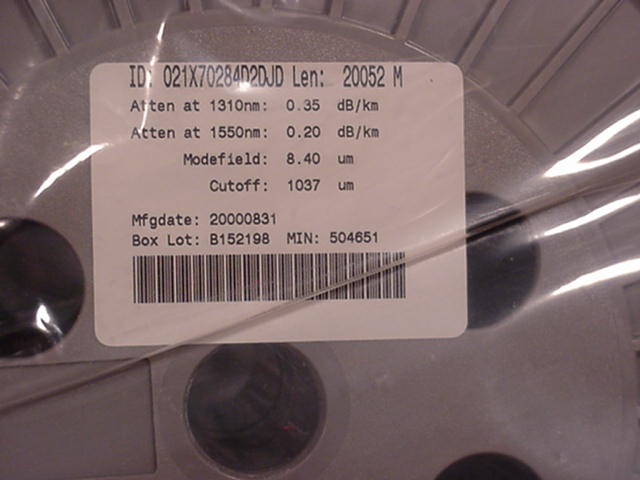 ID: 021X70284D2DJD Len: 20052 M
Atten at 1310nm: 0.35 dB/km
Atten at 1550nm: 0.20 dB/km
Modefield: 8.40 um
Cutoff: 1037 um
Mfgdate: 20000831
Box Lot: B152198 MIN: 504651